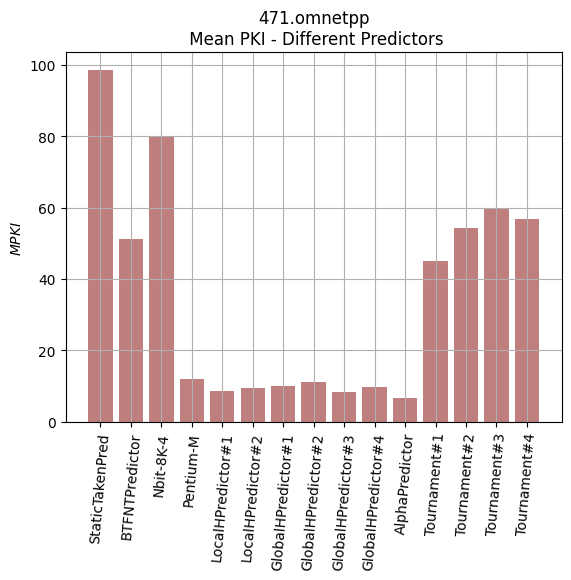 471.omnetpp
Mean PKI - Different Predictors
100
80
60
40
20
0
MPKI
StaticTakenPred
BTFNTPredictor
Nbit-8K-4
Pentium-M
LocalHPredictor#1
LocalHPredictor#2
GlobalHPredictor#1
GlobalHPredictor#2
GlobalHPredictor#3
GlobalHPredictor#4
AlphaPredictor
Tournament#1
Tournament#2
Tournament#3
Tournament#4